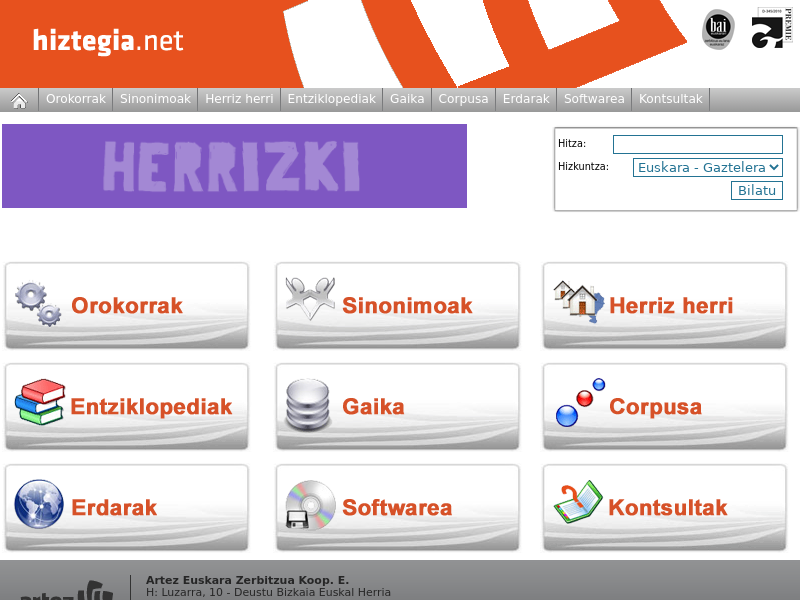 hiztegia.net
bai
PREMIE
Orokorrak
Sinonimoak
Herriz herri
Entziklopediak
Gaika
Corpusa
Erdarak
Softwarea
Kontsultak
HERRIZKI
Hitza:
Hizkuntza:
Euskara - Gaztelera
Bilatu
Orokorrak
Sinonimoak
Herriz herri
Entziklopediak
Gaika
Corpusa
Erdarak
Softwarea
Kontsultak
artez
Artez Euskara Zerbitzua Koop. E.
H: Luzarra, 10 - Deustu Bizkaia Euskal Herria